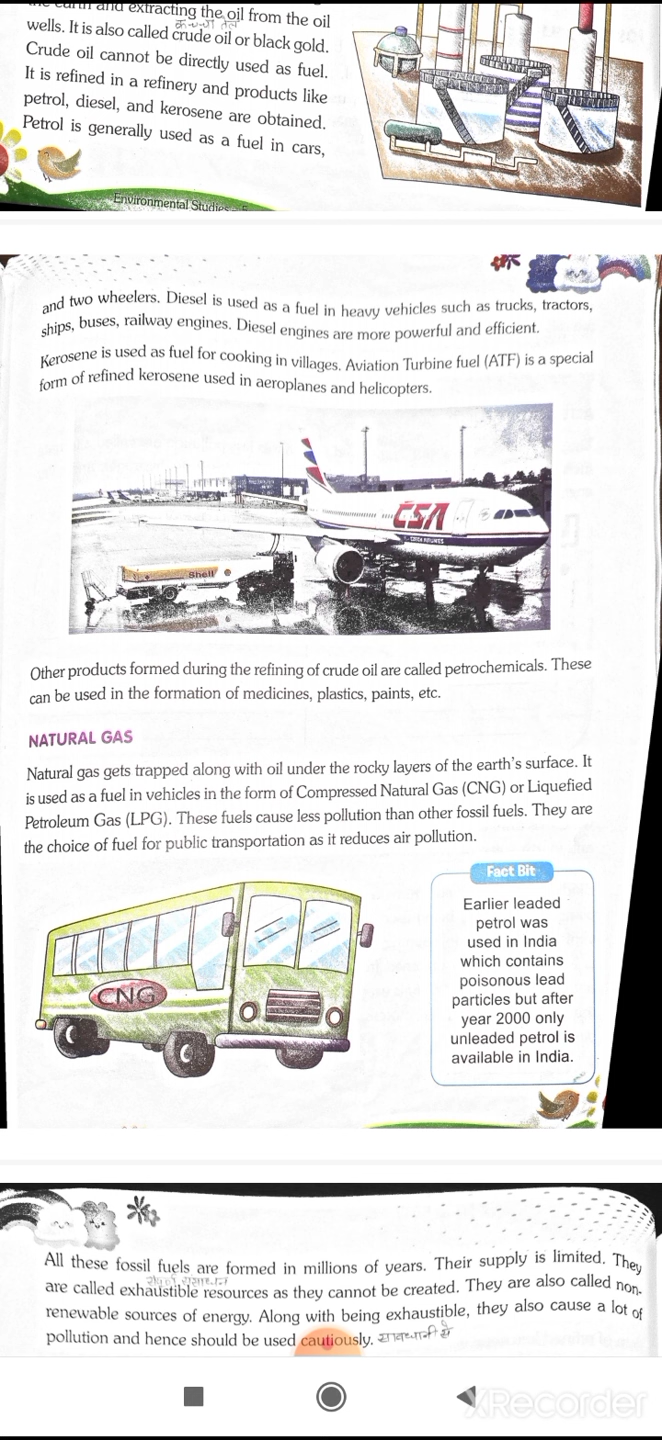 the earth and extracting the oil from the oil
कच्चा तेल
wells. It is also called crude oil or black gold.
Crude oil cannot be directly used as fuel.
It is refined in a refinery and products like
petrol, diesel, and kerosene are obtained.
Petrol is generally used as a fuel in cars,
Environmental Studies
and two wheelers. Diesel is used as a fuel in heavy vehicles such as trucks, tractors,
ships, buses, railway engines. Diesel engines are more powerful and efficient.
Kerosene is used as fuel for cooking in villages. Aviation Turbine fuel (ATF) is a special
form of refined kerosene used in aeroplanes and helicopters.
CSA
CZECH AIRLINES
Shell
Other products formed during the refining of crude oil are called petrochemicals. These
can be used in the formation of medicines, plastics, paints, etc.
NATURAL GAS
Natural gas gets trapped along with oil under the rocky layers of the earth's surface. It
is used as a fuel in vehicles in the form of Compressed Natural Gas (CNG) or Liquefied
Petroleum Gas (LPG). These fuels cause less pollution than other fossil fuels. They are
the choice of fuel for public transportation as it reduces air pollution.
CNG
Fact Bit
Earlier leaded
petrol was
used in India
which contains
poisonous lead
particles but after
year 2000 only
unleaded petrol is
available in India.
All these fossil fuels are formed in millions of years. Their supply is limited. They
are called exhaustible resources as they cannot be created. They are also called non-
renewable sources of energy. Along with being exhaustible, they also cause a lot of
pollution and hence should be used cautiously. सावधानी से
XRecorder